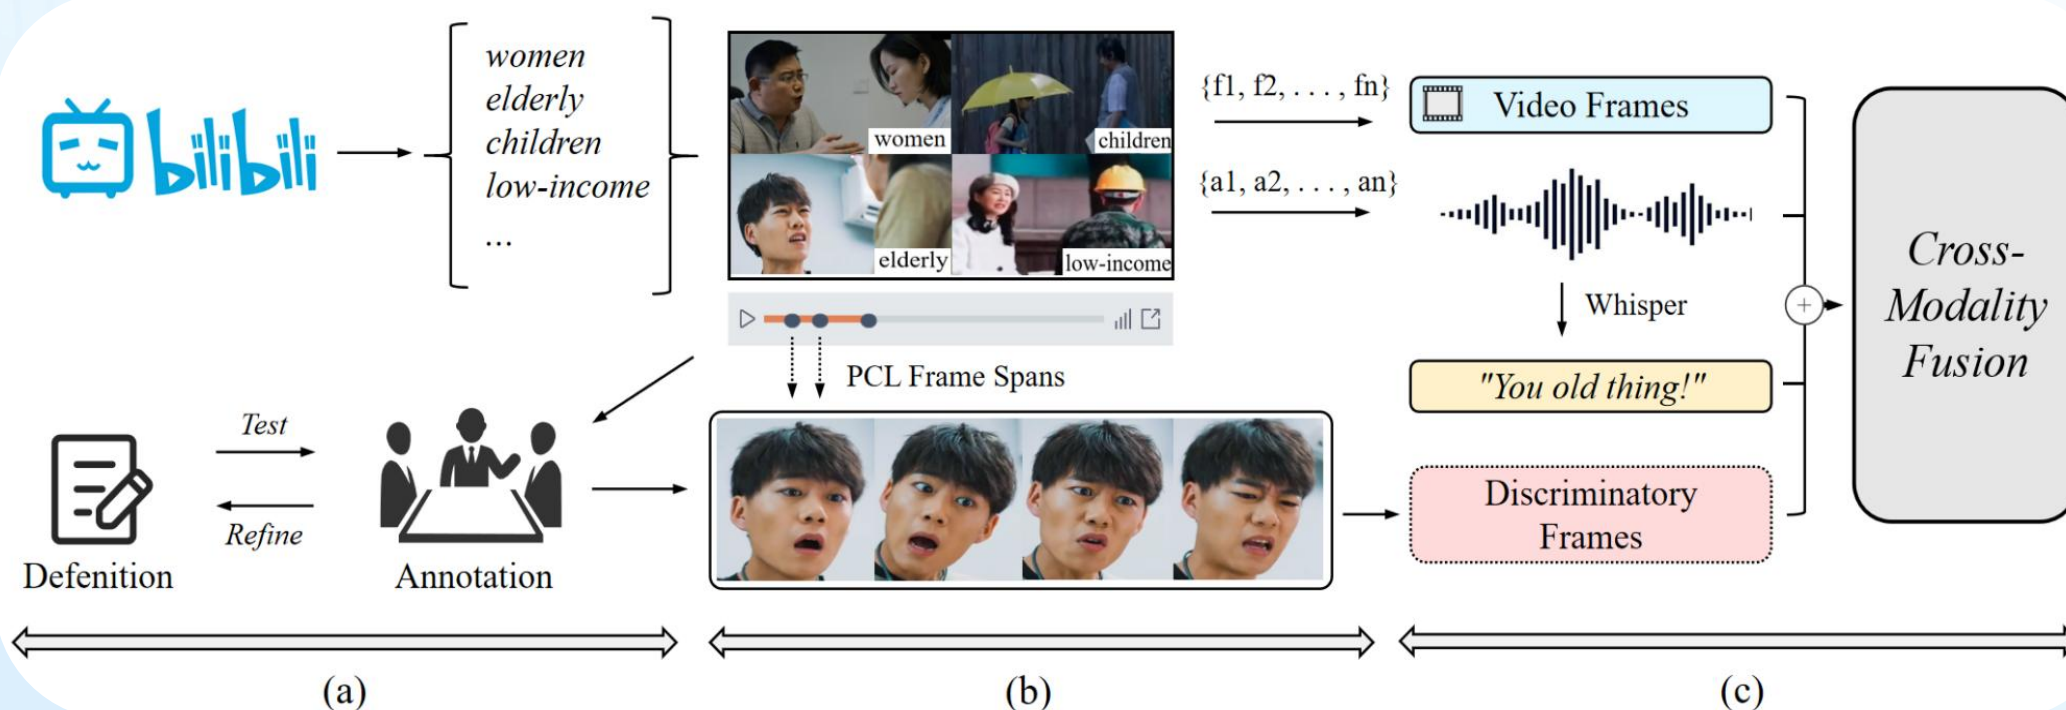 bilibili
women
elderly
children
low-income
...
women
children
elderly
low-income
{f1, f2, . . . , fn}
{a1, a2, . . . , an}
Video Frames
Whisper
"You old thing!"
Discriminatory
Frames
+
Cross-
Modality
Fusion
PCL Frame Spans
Test
Refine
Defenition
Annotation
(a)
(b)
(c)